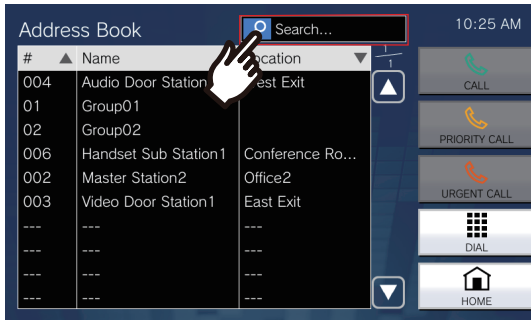 Address Book
Search...
10:25 AM
# Name Location
1
1
004 Audio Door Station est Exit
01 Group01
02 Group02
006 Handset Sub Station1 Conference Ro...
002 Master Station2 Office2
003 Video Door Station1 East Exit
--- --- ---
--- --- ---
--- --- ---
--- --- ---
CALL
PRIORITY CALL
URGENT CALL
DIAL
HOME